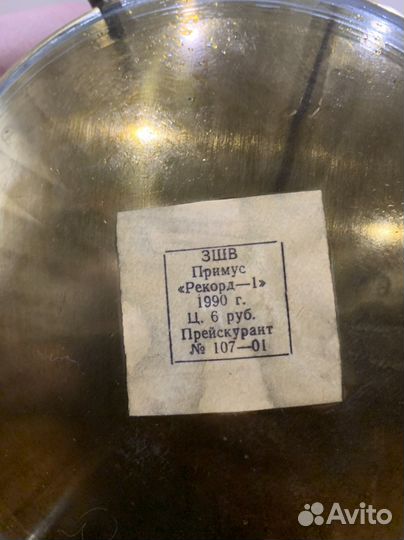 ЗШВ
Примус
«Рекорд—1»
1990 г.
Ц. 6 руб.
Прейскурант
№ 107—01
Avito